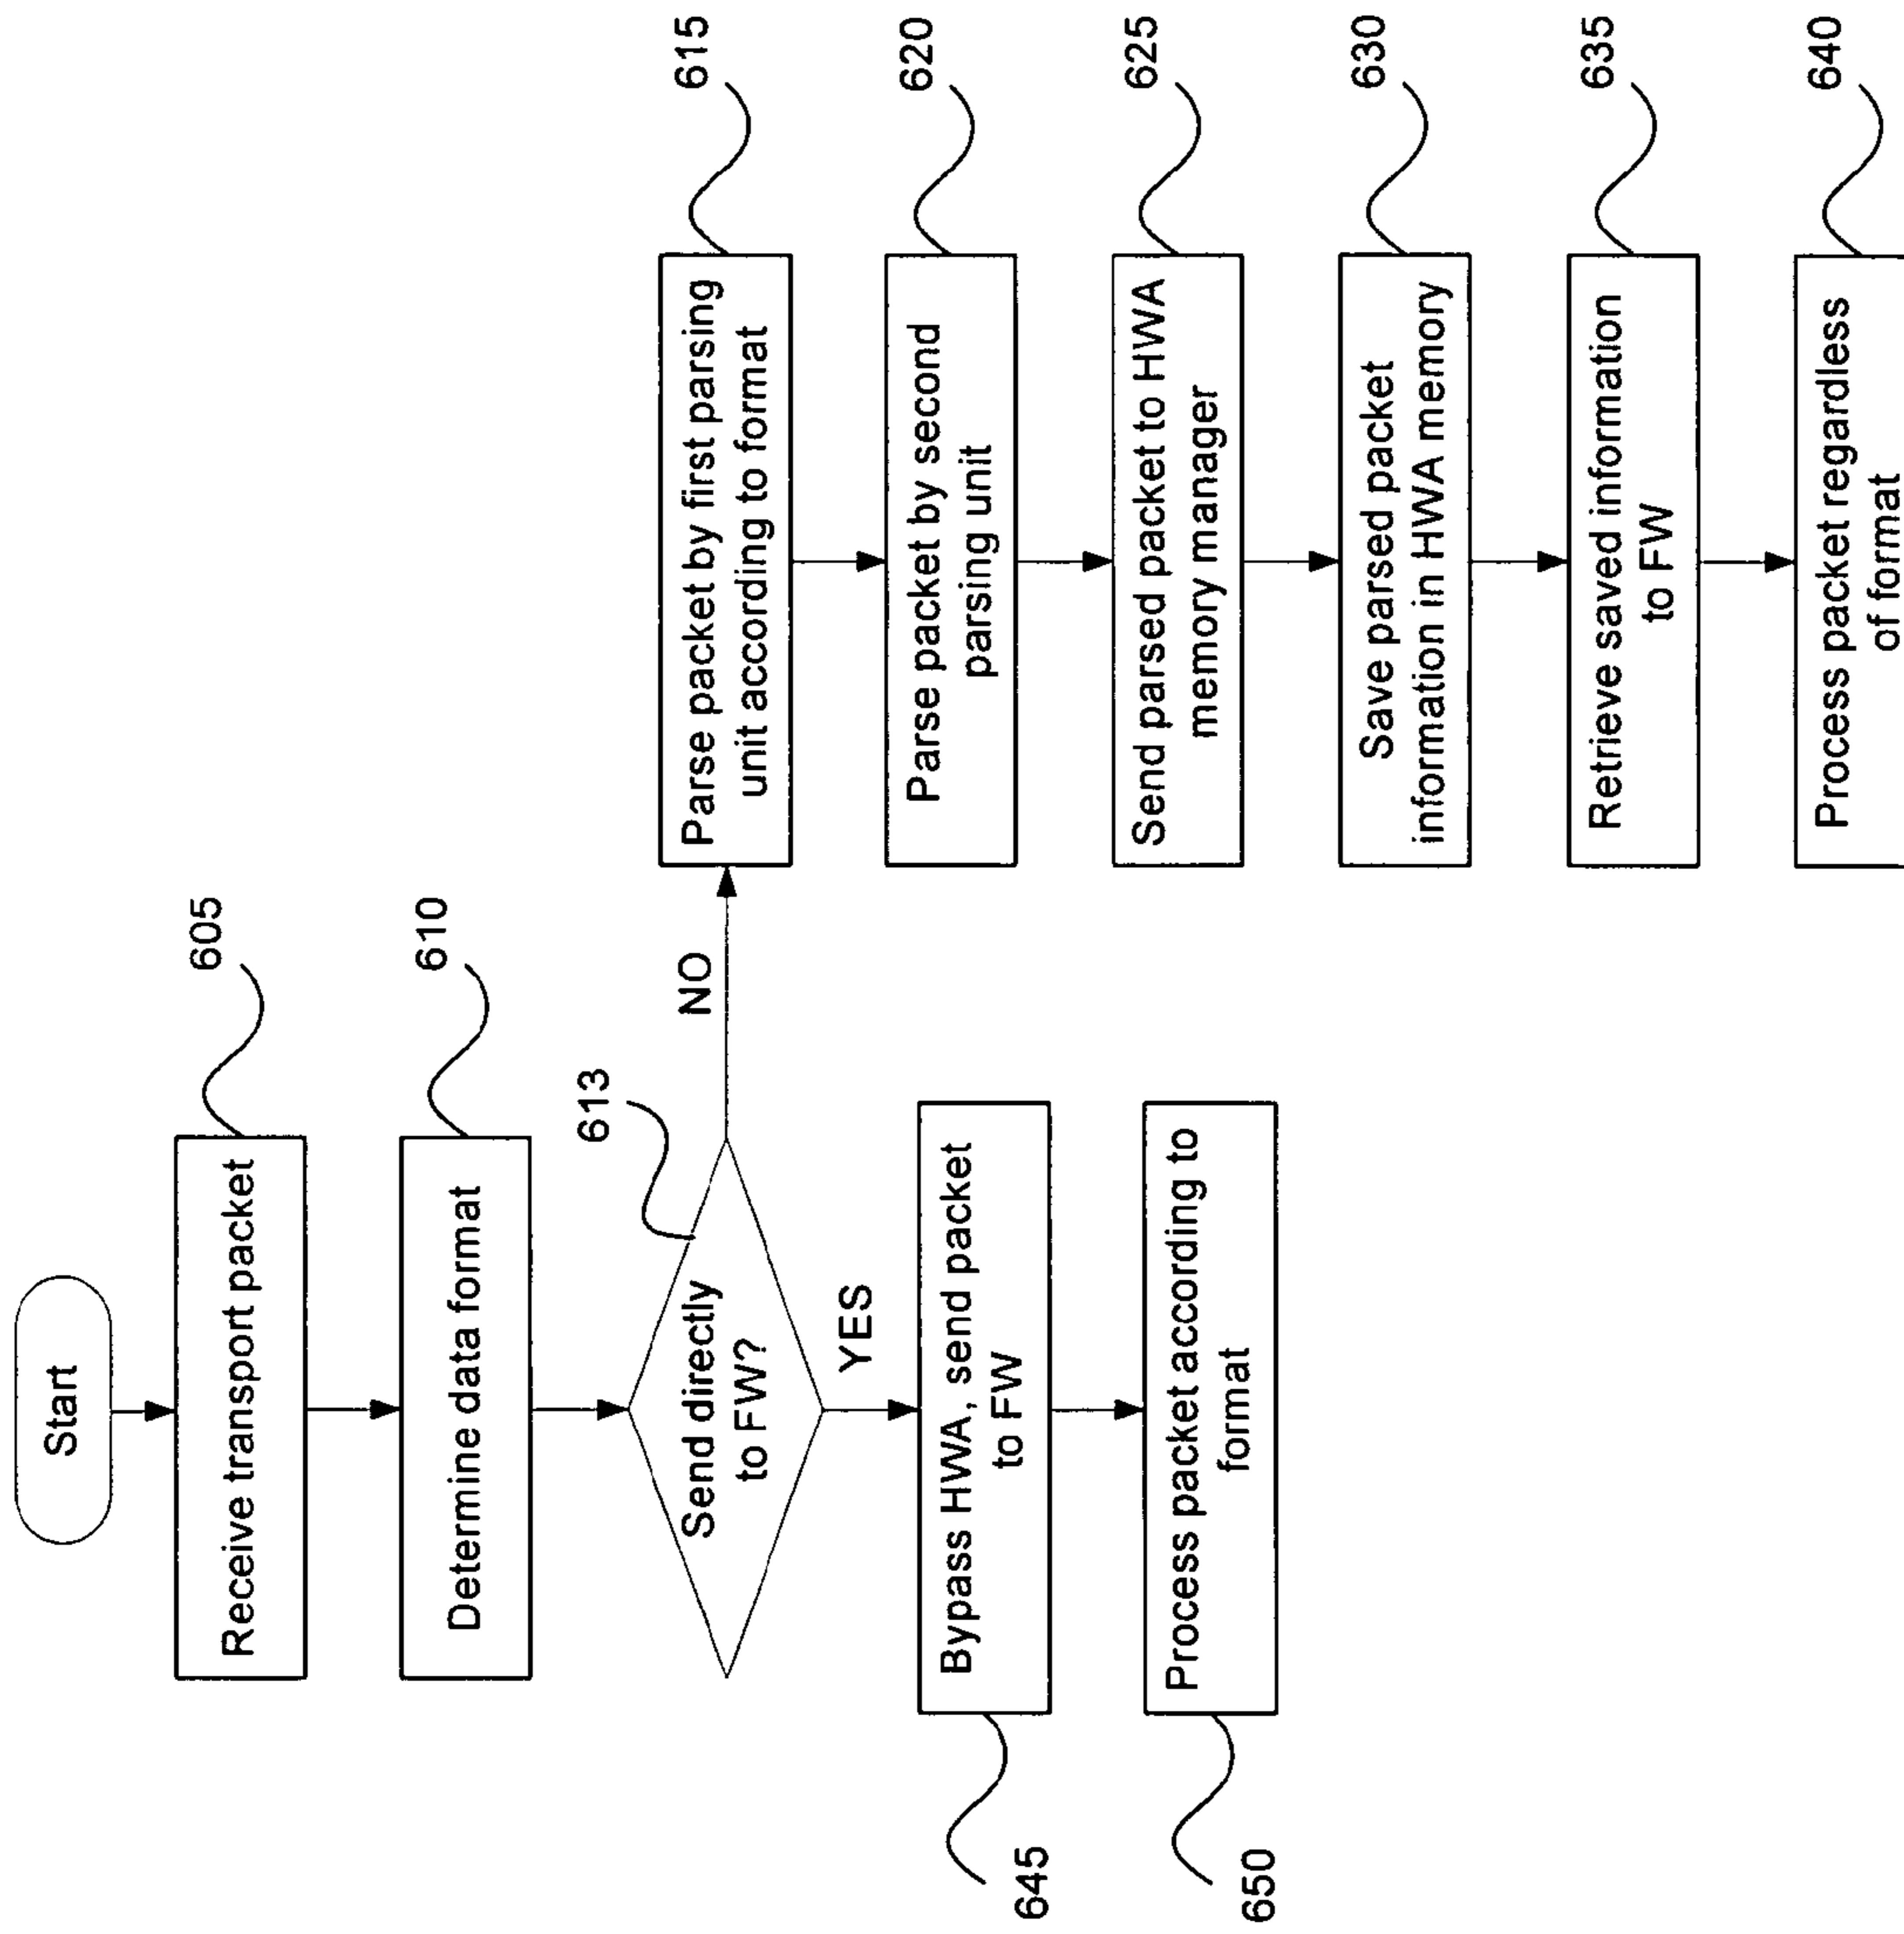 Start
605
Receive transport packet
610
Determine data format
613
Send directly
to FW?
NO
YES
645
Bypass HWA, send packet
to FW
650
Process packet according to
format
615
Parse packet by first parsing
unit according to format
620
Parse packet by second
parsing unit
625
Send parsed packet to HWA
memory manager
630
Save parsed packet
information in HWA memory
635
Retrieve saved information
to FW
640
Process packet regardless
of format